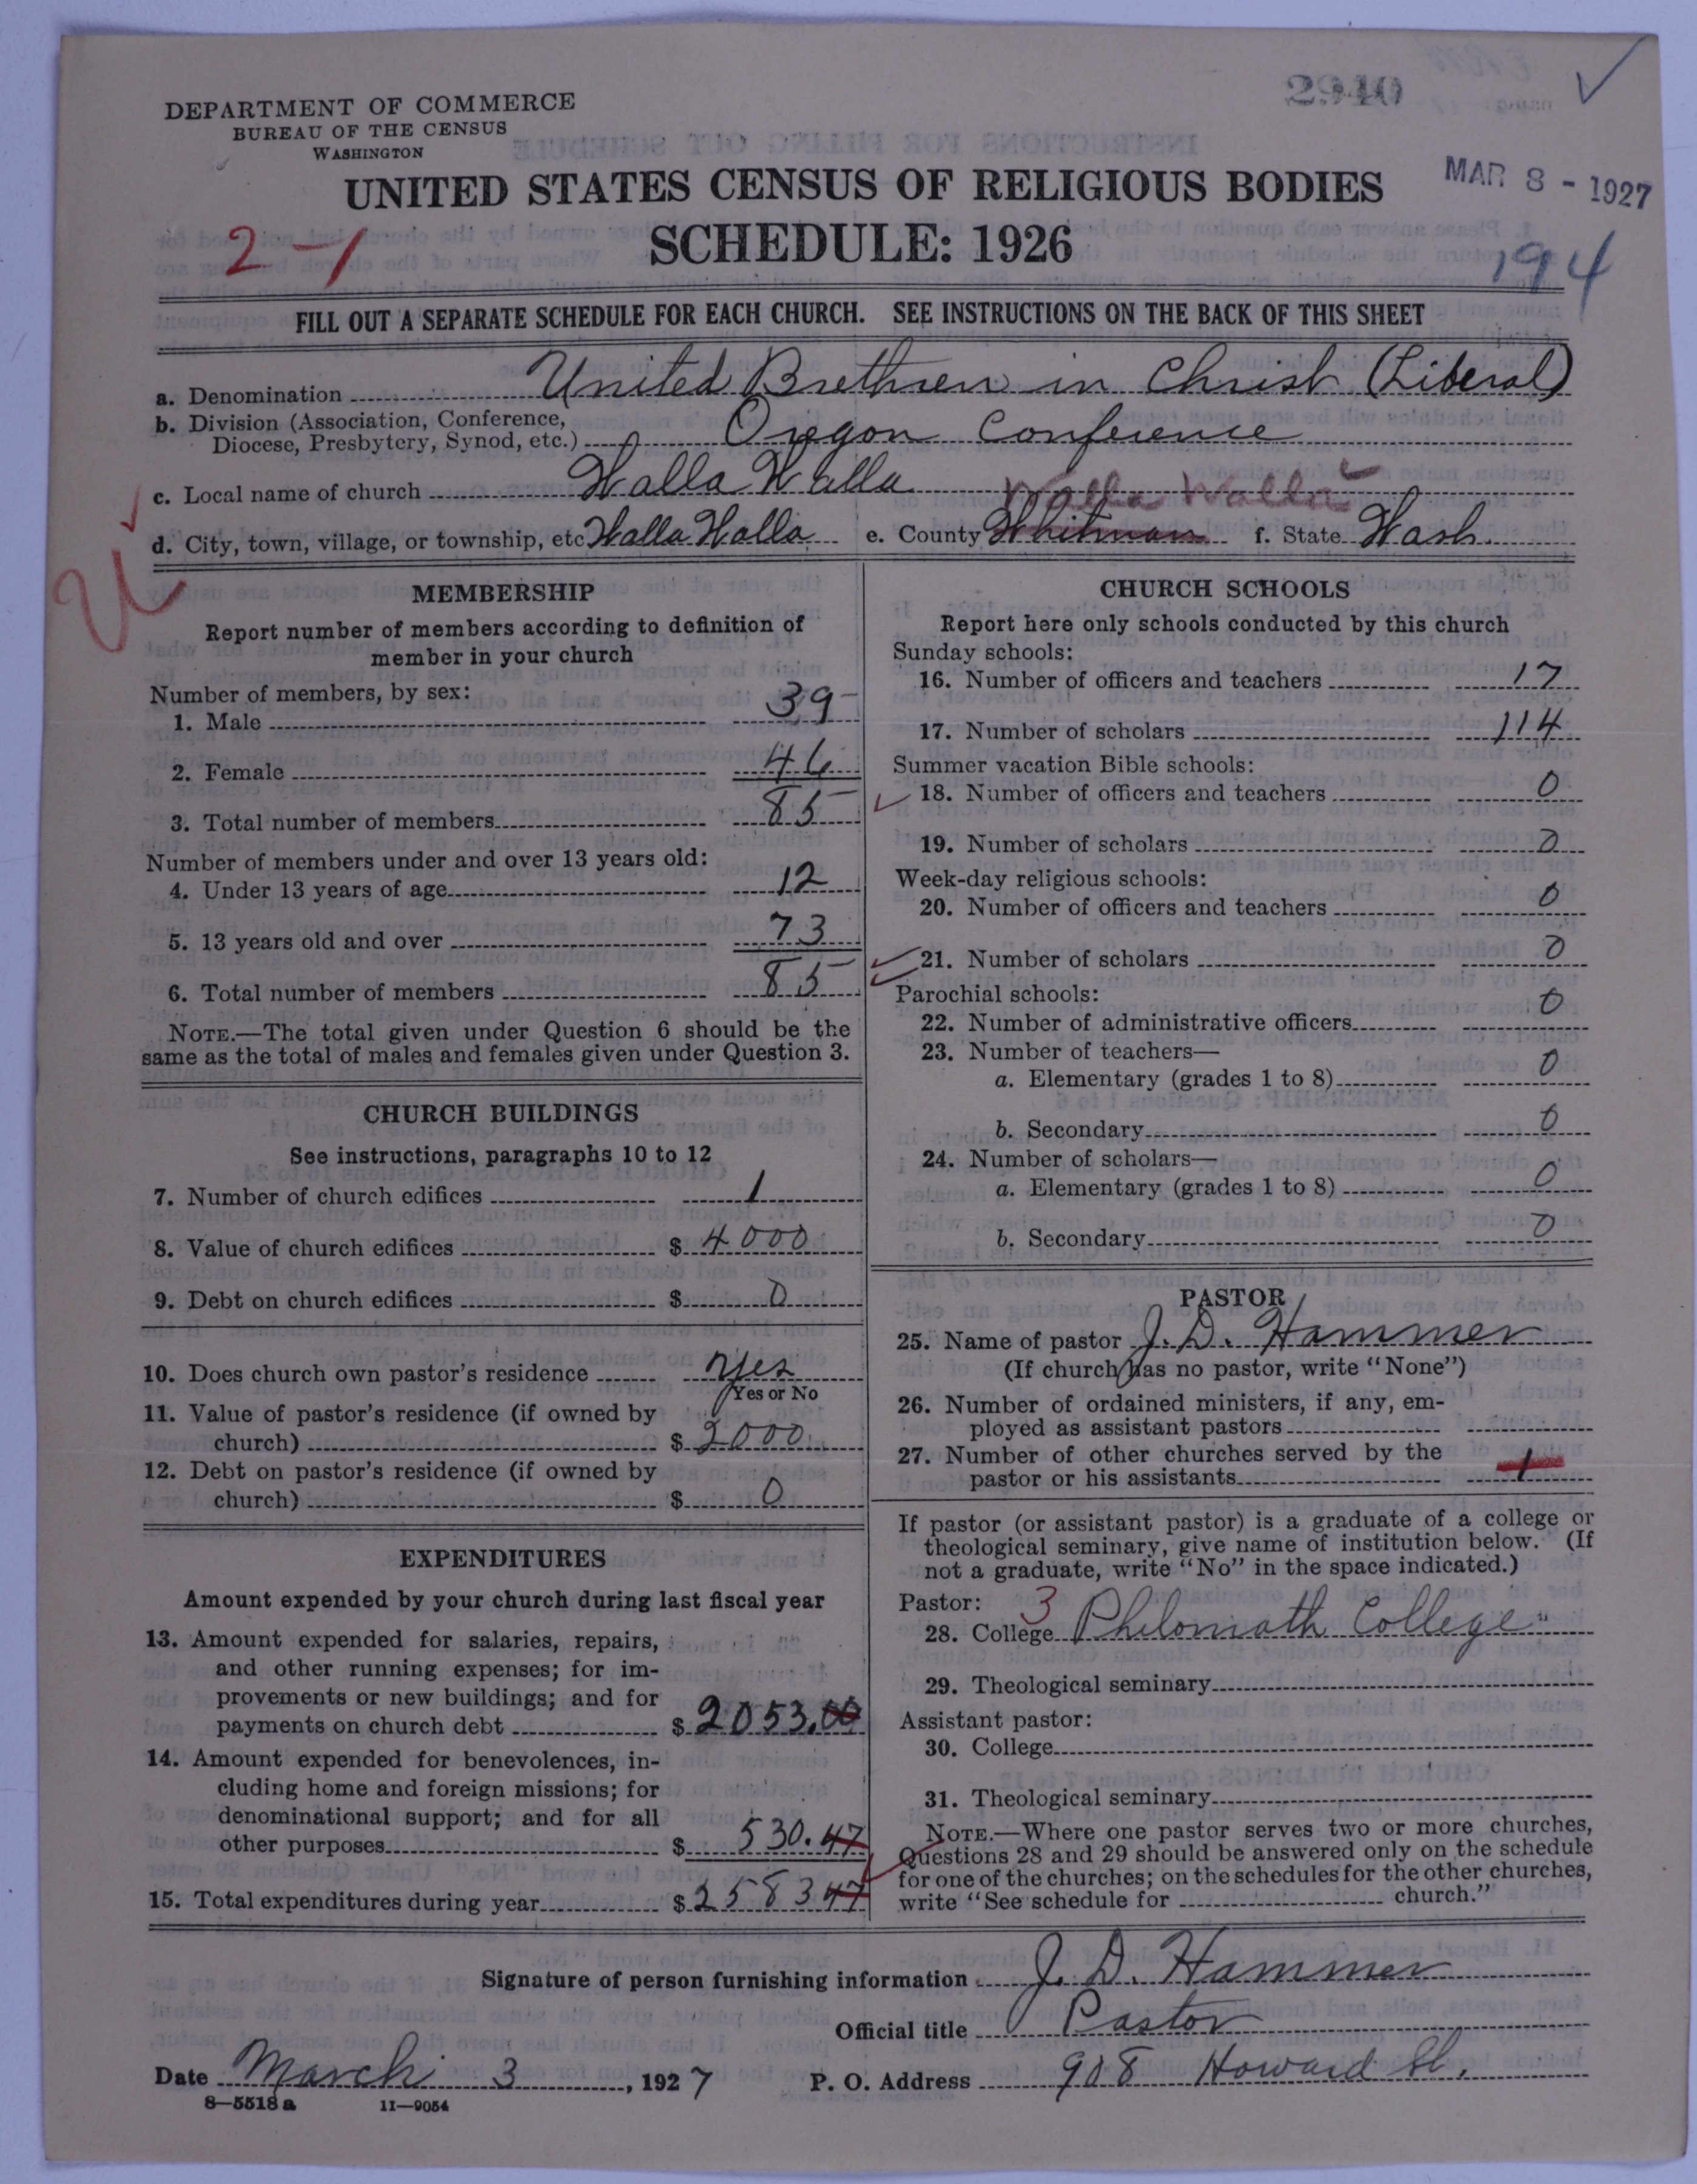 2940
DEPARTMENT OF COMMERCE
BUREAU OF THE CENSUS
WASHINGTON
UNITED STATES CENSUS OF RELIGIOUS BODIES
MAR 8 - 1927
SCHEDULE: 1926
2-1
194
FILL OUT A SEPARATE SCHEDULE FOR EACH CHURCH. SEE INSTRUCTIONS ON THE BACK OF THIS SHEET
a. Denomination United Brethren in Christ (Liberal)
b. Division (Association, Conference,
Diocese, Presbytery, Synod, etc.) Oregon Conference
c. Local name of church Walla Walla
Walla Walla
d. City, town, village, or township, etc Walla Walla e. County Whitman f. State Wash.
MEMBERSHIP
Report number of members according to definition of
member in your church
Number of members, by sex:
1. Male 39
2. Female 46
3. Total number of members 85
Number of members under and over 13 years old:
4. Under 13 years of age 12
5. 13 years old and over 73
6. Total number of members 85
NOTE.—The total given under Question 6 should be the
same as the total of males and females given under Question 3.
CHURCH BUILDINGS
See instructions, paragraphs 10 to 12
7. Number of church edifices 1
8. Value of church edifices $ 4000
9. Debt on church edifices $ 0
10. Does church own pastor's residence yes
Yes or No
11. Value of pastor's residence (if owned by
church) $ 2000
12. Debt on pastor's residence (if owned by
church) $ 0
EXPENDITURES
Amount expended by your church during last fiscal year
13. Amount expended for salaries, repairs,
and other running expenses; for im-
provements or new buildings; and for
payments on church debt $ 2053.00
14. Amount expended for benevolences, in-
cluding home and foreign missions; for
denominational support; and for all
other purposes $ 530.47
15. Total expenditures during year $ 2583 47
CHURCH SCHOOLS
Report here only schools conducted by this church
Sunday schools:
16. Number of officers and teachers 17
17. Number of scholars 114
Summer vacation Bible schools:
18. Number of officers and teachers 0
19. Number of scholars 0
Week-day religious schools:
20. Number of officers and teachers 0
21. Number of scholars 0
Parochial schools:
22. Number of administrative officers 0
23. Number of teachers—
a. Elementary (grades 1 to 8) 0
b. Secondary 0
24. Number of scholars—
a. Elementary (grades 1 to 8) 0
b. Secondary 0
PASTOR
25. Name of pastor J. D. Hammer
(If church has no pastor, write "None")
26. Number of ordained ministers, if any, em-
ployed as assistant pastors
27. Number of other churches served by the
pastor or his assistants 1
If pastor (or assistant pastor) is a graduate of a college or
theological seminary, give name of institution below. (If
not a graduate, write "No" in the space indicated.)
Pastor: 3
28. College Philomath College"
29. Theological seminary
Assistant pastor:
30. College
31. Theological seminary
NOTE.—Where one pastor serves two or more churches,
Questions 28 and 29 should be answered only on the schedule
for one of the churches; on the schedules for the other churches,
write "See schedule for church."
Signature of person furnishing information J. D. Hammer
Official title Pastor
Date March 3, 1927 P. O. Address 908 Howard St.
8—5518a 11—9054